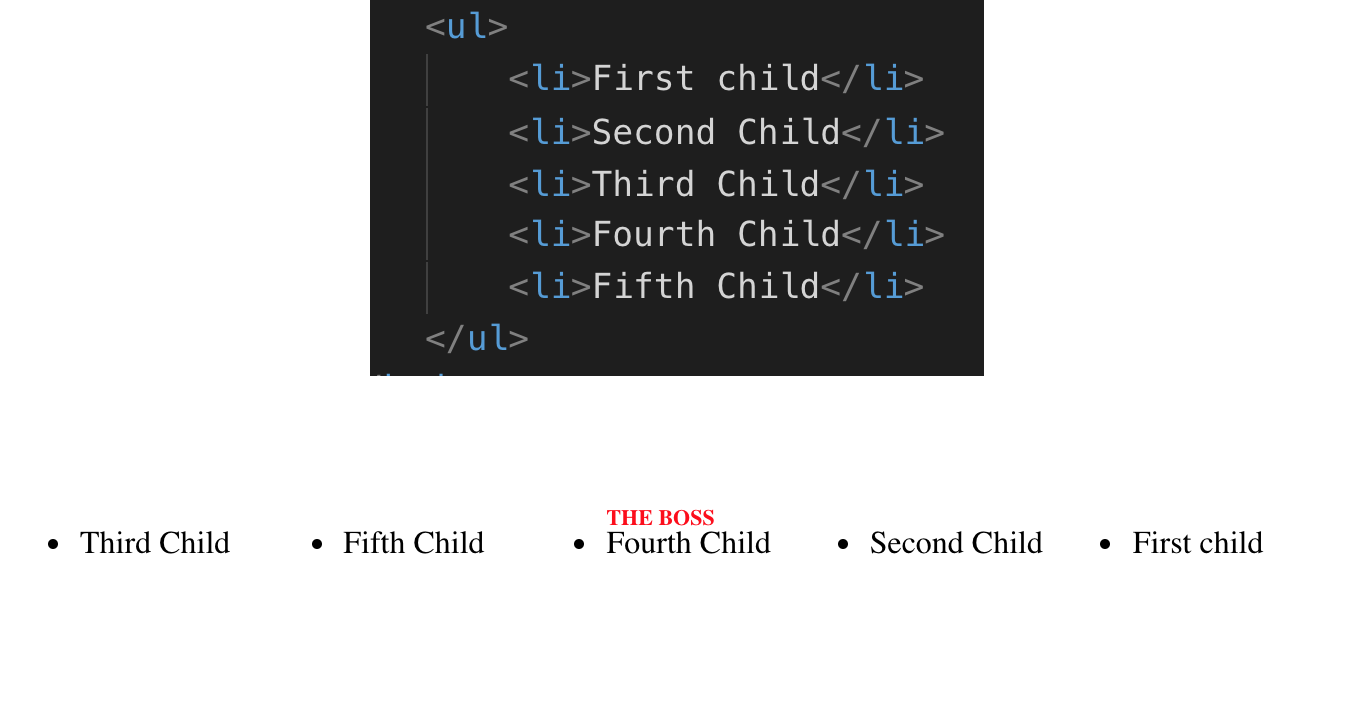 <ul>
<li>First child</li>
<li>Second Child</li>
<li>Third Child</li>
<li>Fourth Child</li>
<li>Fifth Child</li>
</ul>
THE BOSS
• Third Child • Fifth Child • Fourth Child • Second Child • First child